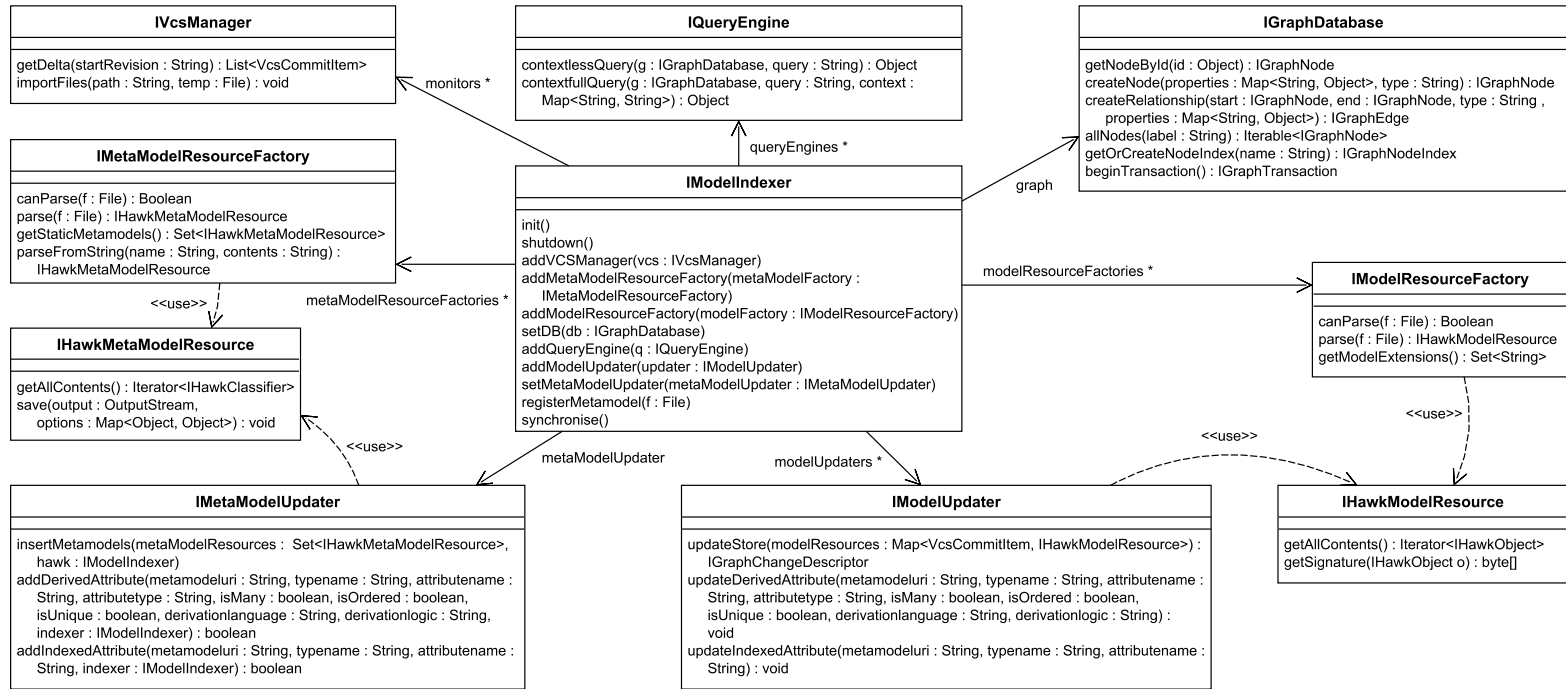 IVcsManager
getDelta(startRevision : String) : List<VcsCommitItem>
importFiles(path : String, temp : File) : void
monitors *
IQueryEngine
contextlessQuery(g : IGraphDatabase, query : String) : Object
contextfullQuery(g : IGraphDatabase, query : String, context :
Map<String, String>) : Object
queryEngines *
IGraphDatabase
getNodeById(id : Object) : IGraphNode
createNode(properties : Map<String, Object>, type : String) : IGraphNode
createRelationship(start : IGraphNode, end : IGraphNode, type : String ,
properties : Map<String, Object>) : IGraphEdge
allNodes(label : String) : Iterable<IGraphNode>
getOrCreateNodeIndex(name : String) : IGraphNodeIndex
beginTransaction() : IGraphTransaction
graph
IMetaModelResourceFactory
canParse(f : File) : Boolean
parse(f : File) : IHawkMetaModelResource
getStaticMetamodels() : Set<IHawkMetaModelResource>
parseFromString(name : String, contents : String) :
IHawkMetaModelResource
<<use>>
metaModelResourceFactories *
IModelIndexer
init()
shutdown()
addVCSManager(vcs : IVcsManager)
addMetaModelResourceFactory(metaModelFactory :
IMetaModelResourceFactory)
addModelResourceFactory(modelFactory : IModelResourceFactory)
setDB(db : IGraphDatabase)
addQueryEngine(q : IQueryEngine)
addModelUpdater(updater : IModelUpdater)
setMetaModelUpdater(metaModelUpdater : IMetaModelUpdater)
registerMetamodel(f : File)
synchronise()
modelResourceFactories *
IModelResourceFactory
canParse(f : File) : Boolean
parse(f : File) : IHawkModelResource
getModelExtensions() : Set<String>
<<use>>
IHawkMetaModelResource
getAllContents() : Iterator<IHawkClassifier>
save(output : OutputStream,
options : Map<Object, Object>) : void
<<use>>
metaModelUpdater
modelUpdaters *
<<use>>
IMetaModelUpdater
insertMetamodels(metaModelResources :  Set<IHawkMetaModelResource>,
hawk : IModelIndexer)
addDerivedAttribute(metamodeluri : String, typename : String, attributename :
String, attributetype : String, isMany : boolean, isOrdered : boolean,
isUnique : boolean, derivationlanguage : String, derivationlogic : String,
indexer : IModelIndexer) : boolean
addIndexedAttribute(metamodeluri : String, typename : String, attributename :
String, indexer : IModelIndexer) : boolean
IModelUpdater
updateStore(modelResources : Map<VcsCommitItem, IHawkModelResource>) :
IGraphChangeDescriptor
updateDerivedAttribute(metamodeluri : String, typename : String, attributename :
String, attributetype : String, isMany : boolean, isOrdered : boolean,
isUnique : boolean, derivationlanguage : String, derivationlogic : String) :
void
updateIndexedAttribute(metamodeluri : String, typename : String, attributename :
String) : void
IHawkModelResource
getAllContents() : Iterator<IHawkObject>
getSignature(IHawkObject o) : byte[]